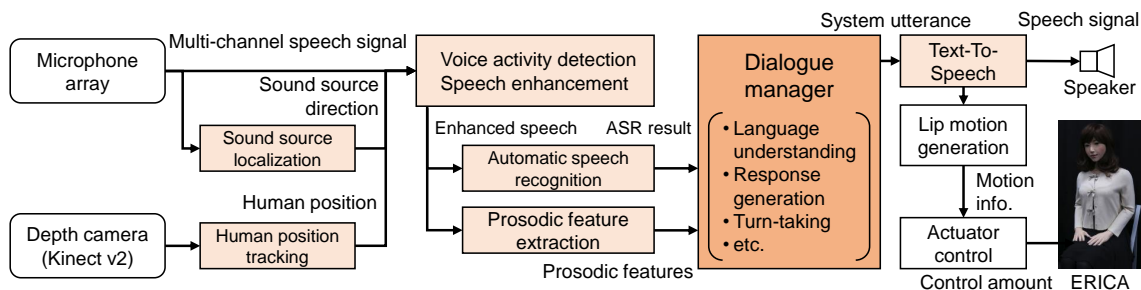 Microphone
array
Multi-channel speech signal
Sound source
direction
Sound source
localization
Human position
Depth camera
(Kinect v2)
Human position
tracking
Voice activity detection
Speech enhancement
Enhanced speech
ASR result
Automatic speech
recognition
Prosodic feature
extraction
Prosodic features
Dialogue
manager
• Language
understanding
• Response
generation
• Turn-taking
• etc.
System utterance
Text-To-
Speech
Speech signal
Speaker
Lip motion
generation
Motion
info.
Actuator
control
Control amount
ERICA